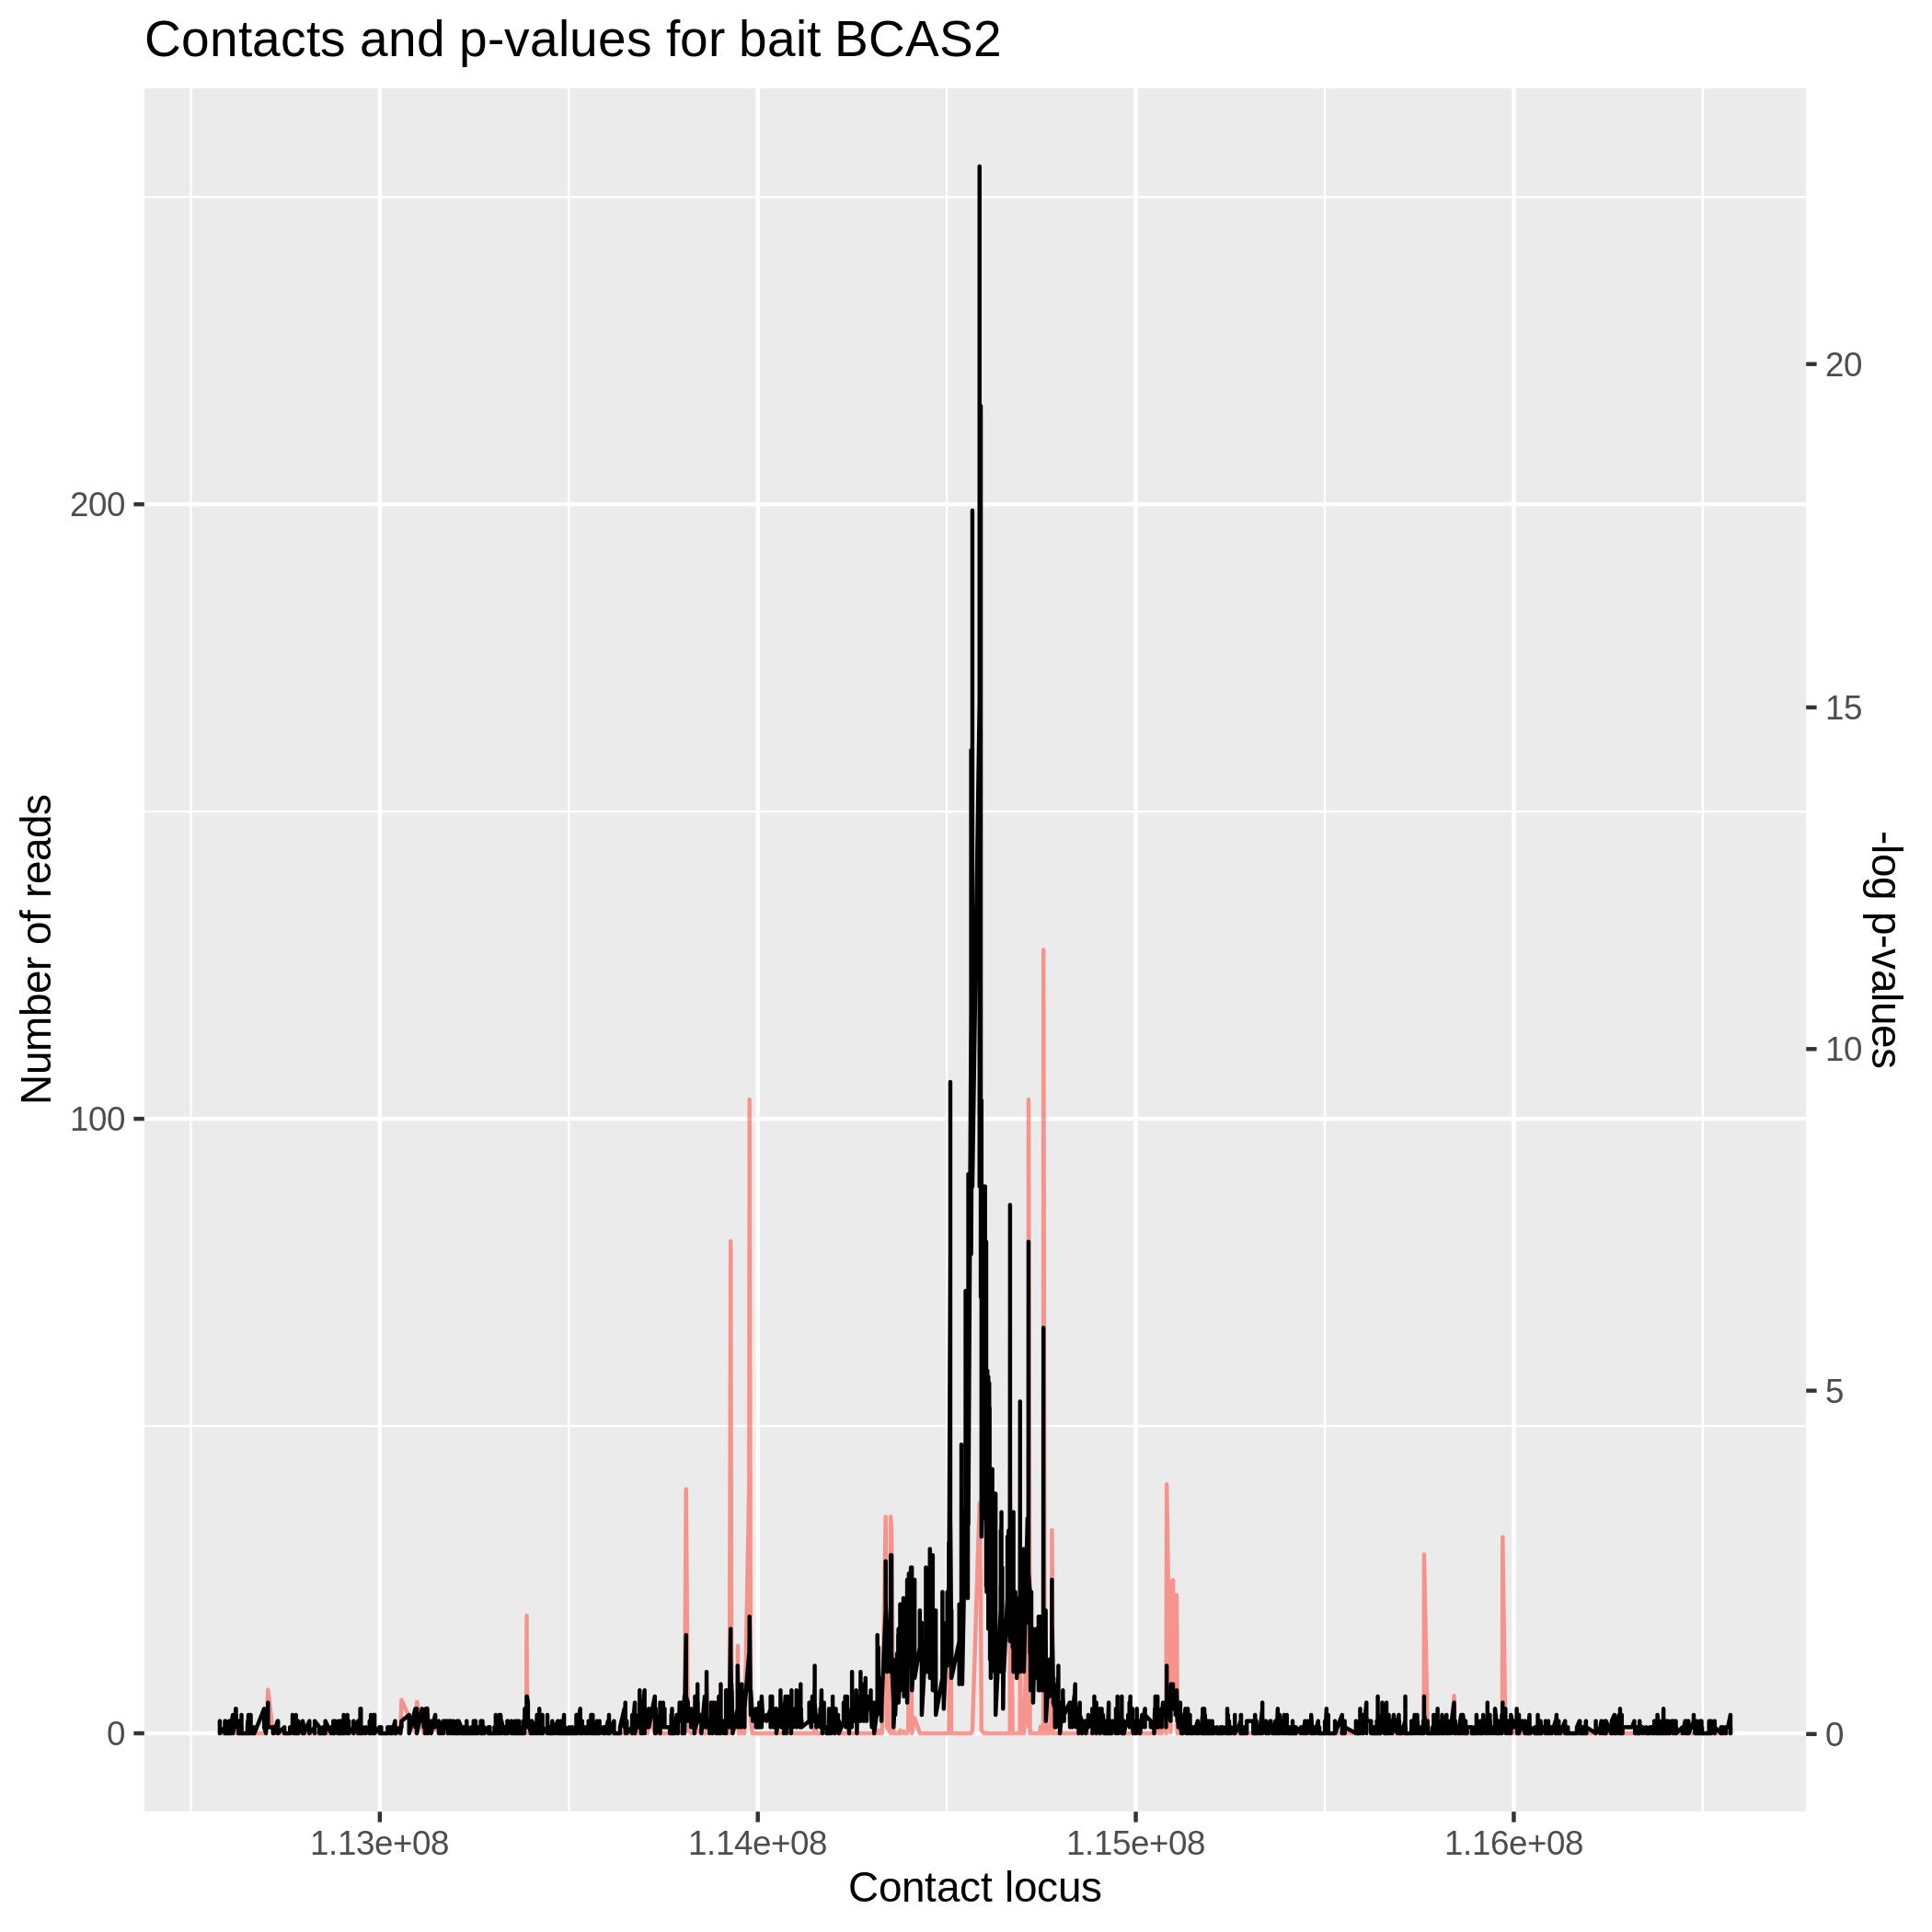 Contacts and p-values for bait BCAS2
Number of reads
200
100
0
20
15
10
5
0
-log p-values
1.13e+08
1.14e+08
1.15e+08
1.16e+08
Contact locus